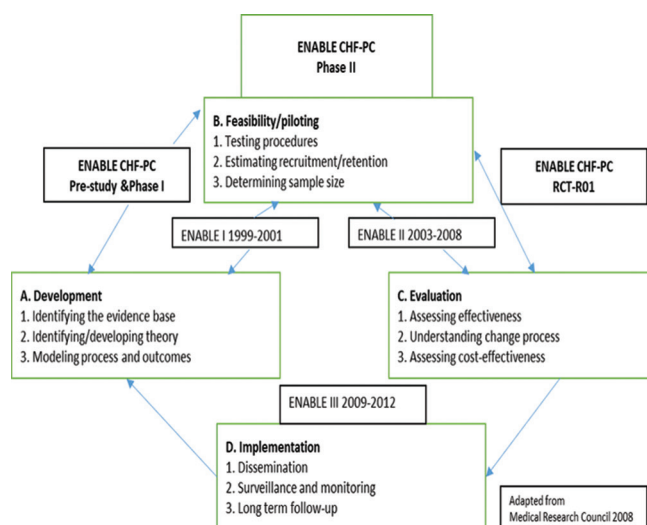 ENABLE CHF-PC
Phase II
B. Feasibility/piloting
1. Testing procedures
2. Estimating recruitment/retention
3. Determining sample size
ENABLE CHF-PC
Pre-study &Phase I
ENABLE CHF-PC
RCT-R01
ENABLE I 1999-2001
ENABLE II 2003-2008
A. Development
1. Identifying the evidence base
2. Identifying/developing theory
3. Modeling process and outcomes
C. Evaluation
1. Assessing effectiveness
2. Understanding change process
3. Assessing cost-effectiveness
ENABLE III 2009-2012
D. Implementation
1. Dissemination
2. Surveillance and monitoring
3. Long term follow-up
Adapted from
Medical Research Council 2008